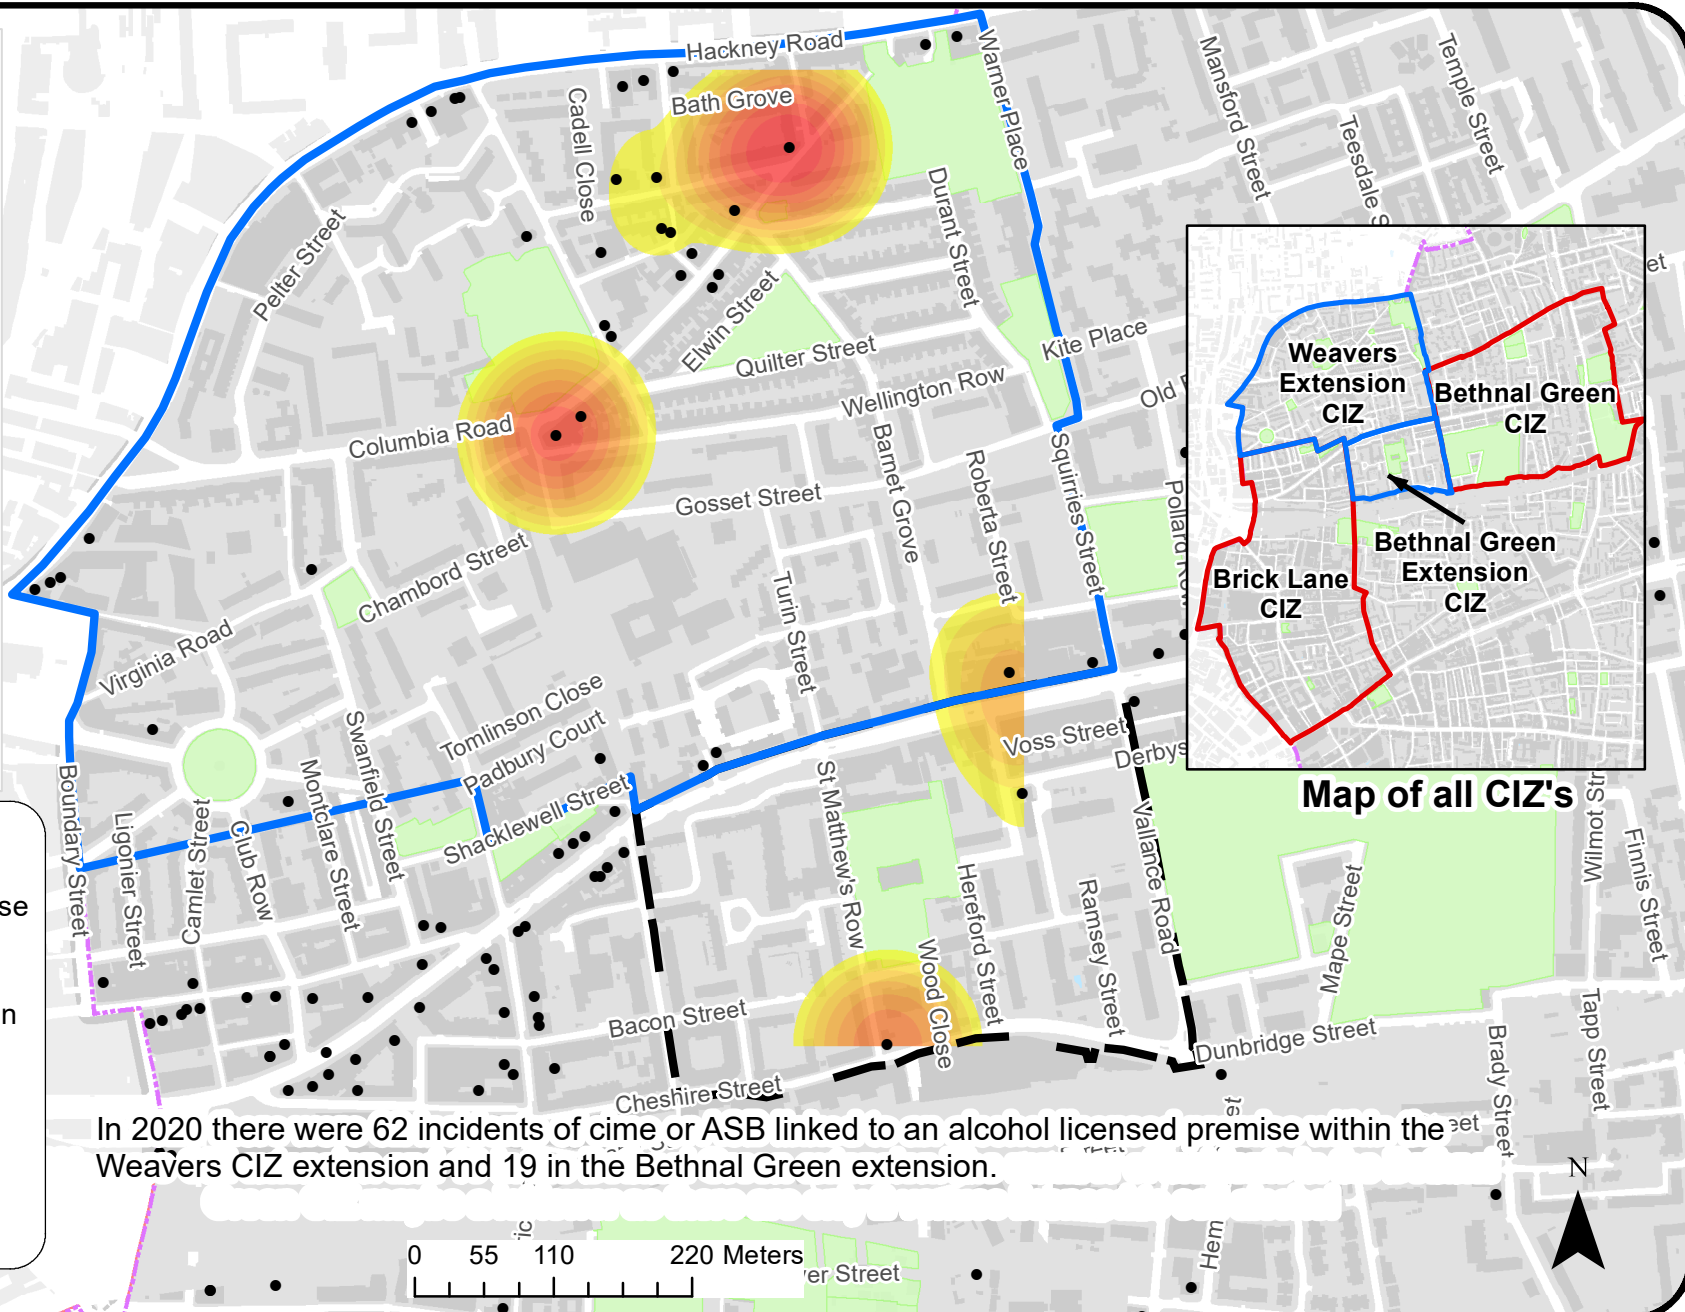 Hackney Road
Warner Place
Mansford Street
Temple Street
Bath Grove
Cadell Close
Teesdale S
Durant Street
Pelter Street
Elwin Street
Quilter Street
Kite Place
et
Wellington Row
Old
Columbia Road
Barnet Grove
Squirries Street
Roberta Street
Gosset Street
Pollard Row
Chambord Street
Turin Street
Virginia Road
Tomlinson Close
Padbury Court
Swanfield Street
Voss Street
Derbys
Boundary Street
Ligonier Street
Camlet Street
Club Row
Montclare Street
Shacklewell Street
St Matthew's Row
Vallance Road
Hereford Street
Ramsey Street
Wood Close
Mape Street
Wilmot St
Finnis Street
Bacon Street
Cheshire Street
Dunbridge Street
Brady Street
Tapp Street
Weavers
Extension
CIZ
Bethnal Green
CIZ
Bethnal Green
Extension
CIZ
Brick Lane
CIZ
Map of all CIZ's
se
n
In 2020 there were 62 incidents of cime or ASB linked to an alcohol licensed premise within the
Weavers CIZ extension and 19 in the Bethnal Green extension.
eet
N
0 55 110 220 Meters
ver Street
Hem